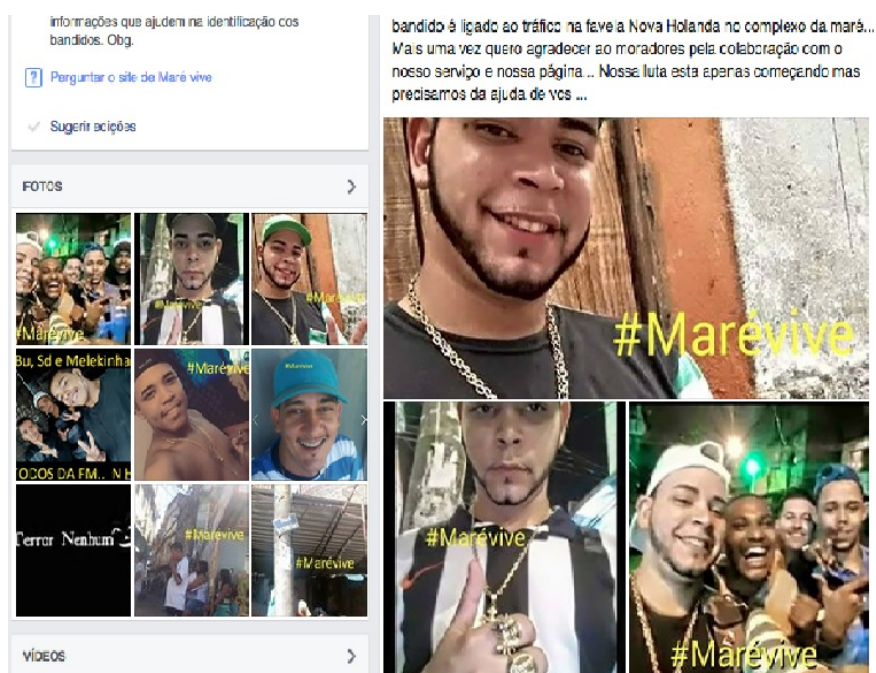 informações que ajudem na identificação dos
bandidos. Obg.
? Perguntar o site de Maré vive
Sugerir edições
FOTOS
#Marévive
#Marévive
#Marévive
Bu, Sd e Melekinha
TODOS DA FM.. N H
#Marévive
#Marévive
Terror Nenhum
#Marévive
#Marévive
VÍDEOS
bandido é ligado ao tráfico na favela Nova Holanda no complexo da maré...
Mais uma vez quero agradecer ao moradores pela colaboração com o
nosso serviço e nossa página... Nossa luta esta apenas começando mas
precisamos da ajuda de vcs ...
#Marévive
#Marévive
#Marévive